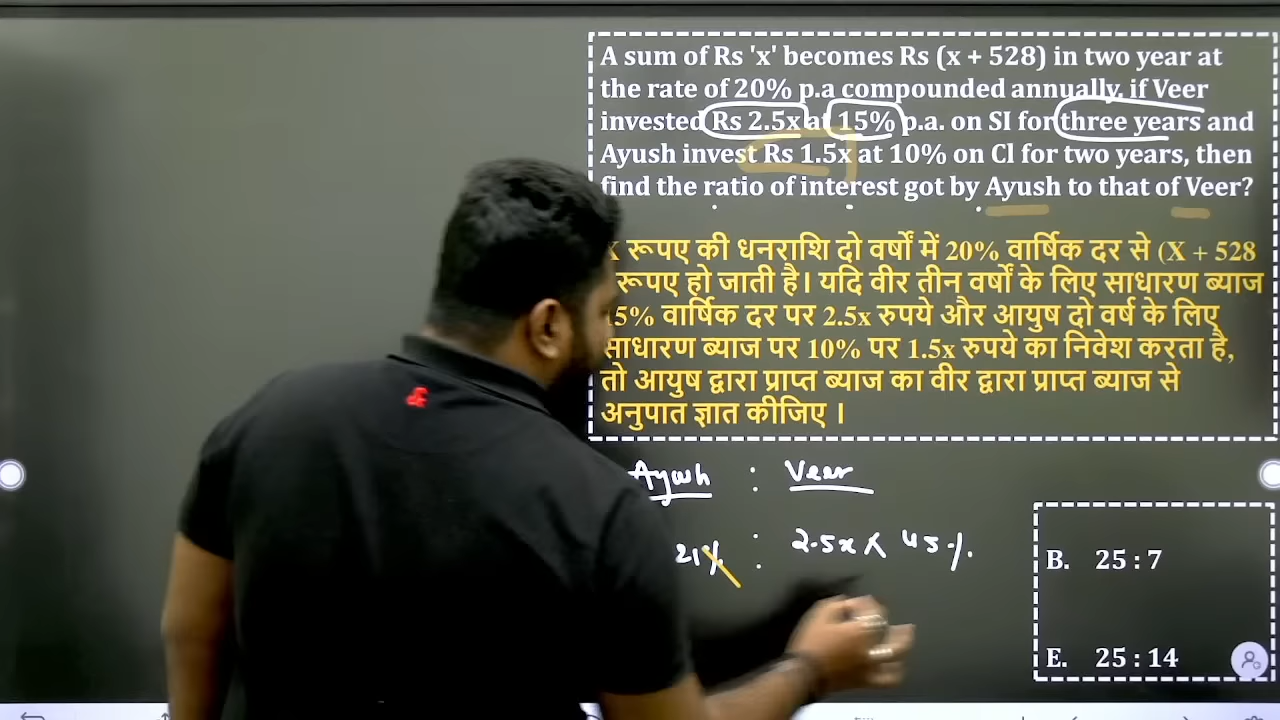 A sum of Rs 'x' becomes Rs (x + 528) in two year at
the rate of 20% p.a compounded annually, if Veer
invested Rs 2.5x at 15% p.a. on SI for three years and
Ayush invest Rs 1.5x at 10% on Cl for two years, then
find the ratio of interest got by Ayush to that of Veer?
रूपए की धनराशि दो वर्षों में 20% वार्षिक दर से (X + 528
रूपए हो जाती है। यदि वीर तीन वर्षों के लिए साधारण ब्याज
5% वार्षिक दर पर 2.5x रुपये और आयुष दो वर्ष के लिए
साधारण ब्याज पर 10% पर 1.5x रुपये का निवेश करता है,
तो आयुष द्वारा प्राप्त ब्याज का वीर द्वारा प्राप्त ब्याज से
अनुपात ज्ञात कीजिए ।
Ayush : Veer
21% : 2.5x × 45%
B. 25 : 7
E. 25 : 14